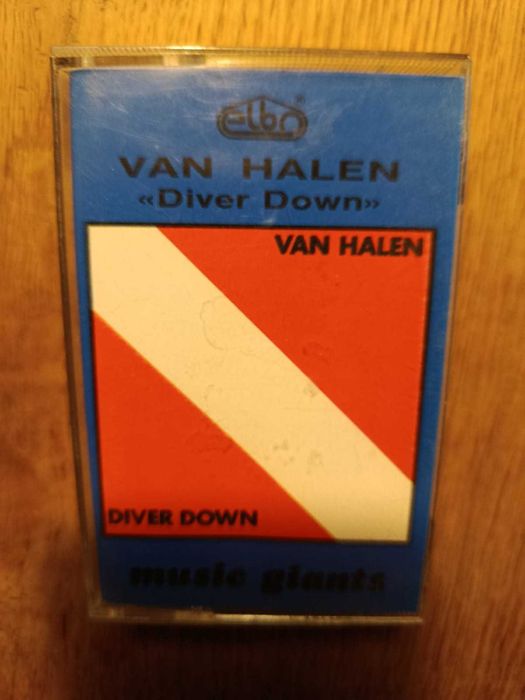 elbo®
VAN HALEN
«Diver Down»
VAN HALEN
DIVER DOWN
music giants